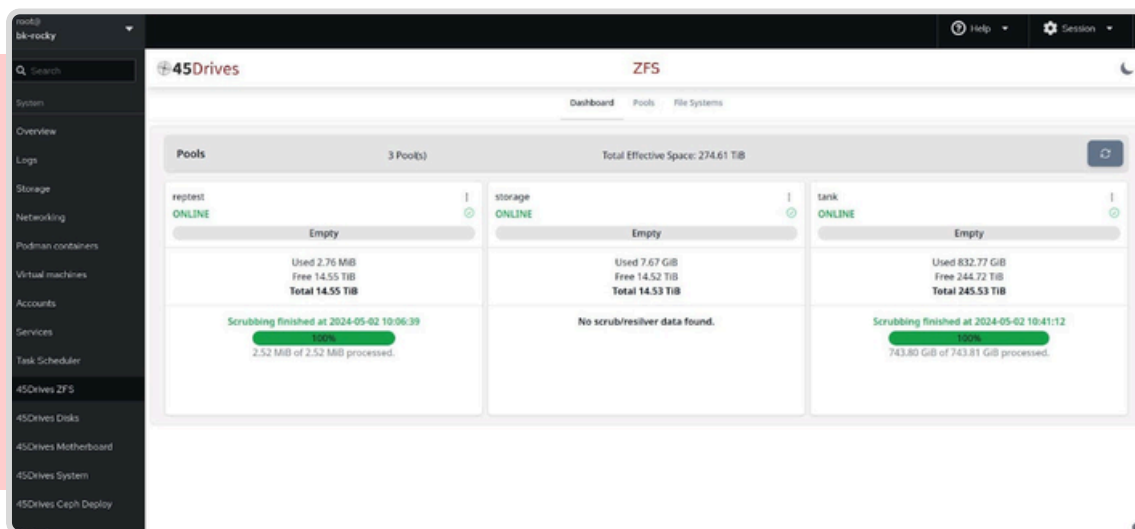 root@
bk-rocky
Help
Session
Search
System
Overview
Logs
Storage
Networking
Podman containers
Virtual machines
Accounts
Services
Task Scheduler
45Drives ZFS
45Drives Disks
45Drives Motherboard
45Drives System
45Drives Ceph Deploy
45Drives
ZFS
Dashboard Pools File Systems
Pools 3 Pool(s) Total Effective Space: 274.61 TiB
reptest
ONLINE
Empty
Used 2.76 MiB
Free 14.55 TiB
Total 14.55 TiB
Scrubbing finished at 2024-05-02 10:06:39
100%
2.52 MiB of 2.52 MiB processed.
storage
ONLINE
Empty
Used 7.67 GiB
Free 14.52 TiB
Total 14.53 TiB
No scrub/resilver data found.
tank
ONLINE
Empty
Used 832.77 GiB
Free 244.72 TiB
Total 245.53 TiB
Scrubbing finished at 2024-05-02 10:41:12
100%
743.80 GiB of 743.81 GiB processed.